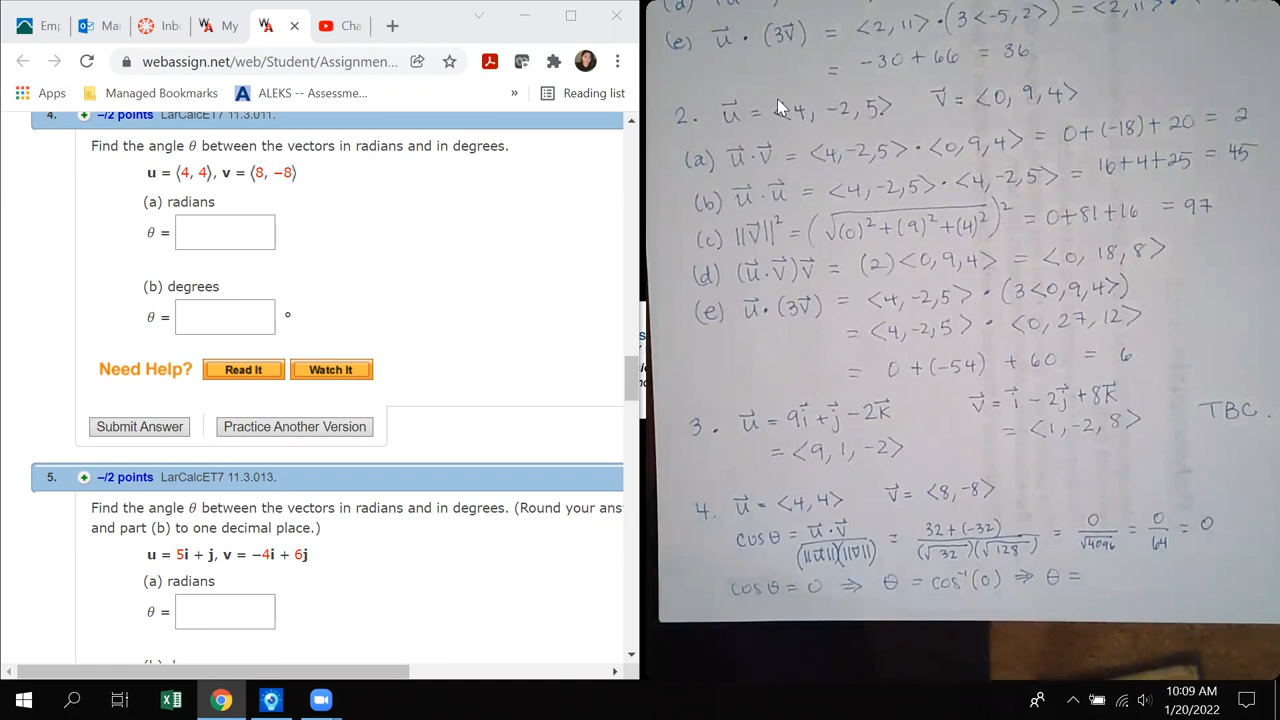 Emp
Mai
Inbo
My
Cha
webassign.net/web/Student/Assignmen...
Apps
Managed Bookmarks
ALEKS -- Assessme...
»
Reading list
4.
–/2 points
LarCalcET7 11.3.011.
Find the angle θ between the vectors in radians and in degrees.
u = ⟨4, 4⟩, v = ⟨8, −8⟩
(a) radians
θ =
(b) degrees
θ = °
Need Help?
Read It
Watch It
Submit Answer
Practice Another Version
5.
–/2 points
LarCalcET7 11.3.013.
Find the angle θ between the vectors in radians and in degrees. (Round your ans
and part (b) to one decimal place.)
u = 5i + j, v = −4i + 6j
(a) radians
θ =
(e) u⃗ • (3v⃗) = <2, 11> • (3<-5, 2>) = <2, 11> •
= -30 + 66 = 36
2. u⃗ = <4, -2, 5> v⃗ = <0, 9, 4>
(a) u⃗ • v⃗ = <4, -2, 5> • <0, 9, 4> = 0 + (-18) + 20 = 2
(b) u⃗ • u⃗ = <4, -2, 5> • <4, -2, 5> = 16 + 4 + 25 = 45
(c) ||v⃗||² = (√(0)² + (9)² + (4)²)² = 0 + 81 + 16 = 97
(d) (u⃗ • v⃗)v⃗ = (2)<0, 9, 4> = <0, 18, 8>
(e) u⃗ • (3v⃗) = <4, -2, 5> • (3<0, 9, 4>)
= <4, -2, 5> • <0, 27, 12>
= 0 + (-54) + 60 = 6
3. u⃗ = 9i⃗ + j⃗ - 2k⃗ v⃗ = i⃗ - 2j⃗ + 8k⃗ TBC.
= <9, 1, -2> = <1, -2, 8>
4. u⃗ = <4, 4> v⃗ = <8, -8>
cos θ = u⃗ • v⃗ / (||u⃗||)(||v⃗||) = 32 + (-32) / (√32)(√128) = 0/√4096 = 0/64 = 0
cos θ = 0 ⇒ θ = cos⁻¹(0) ⇒ θ =
10:09 AM
1/20/2022